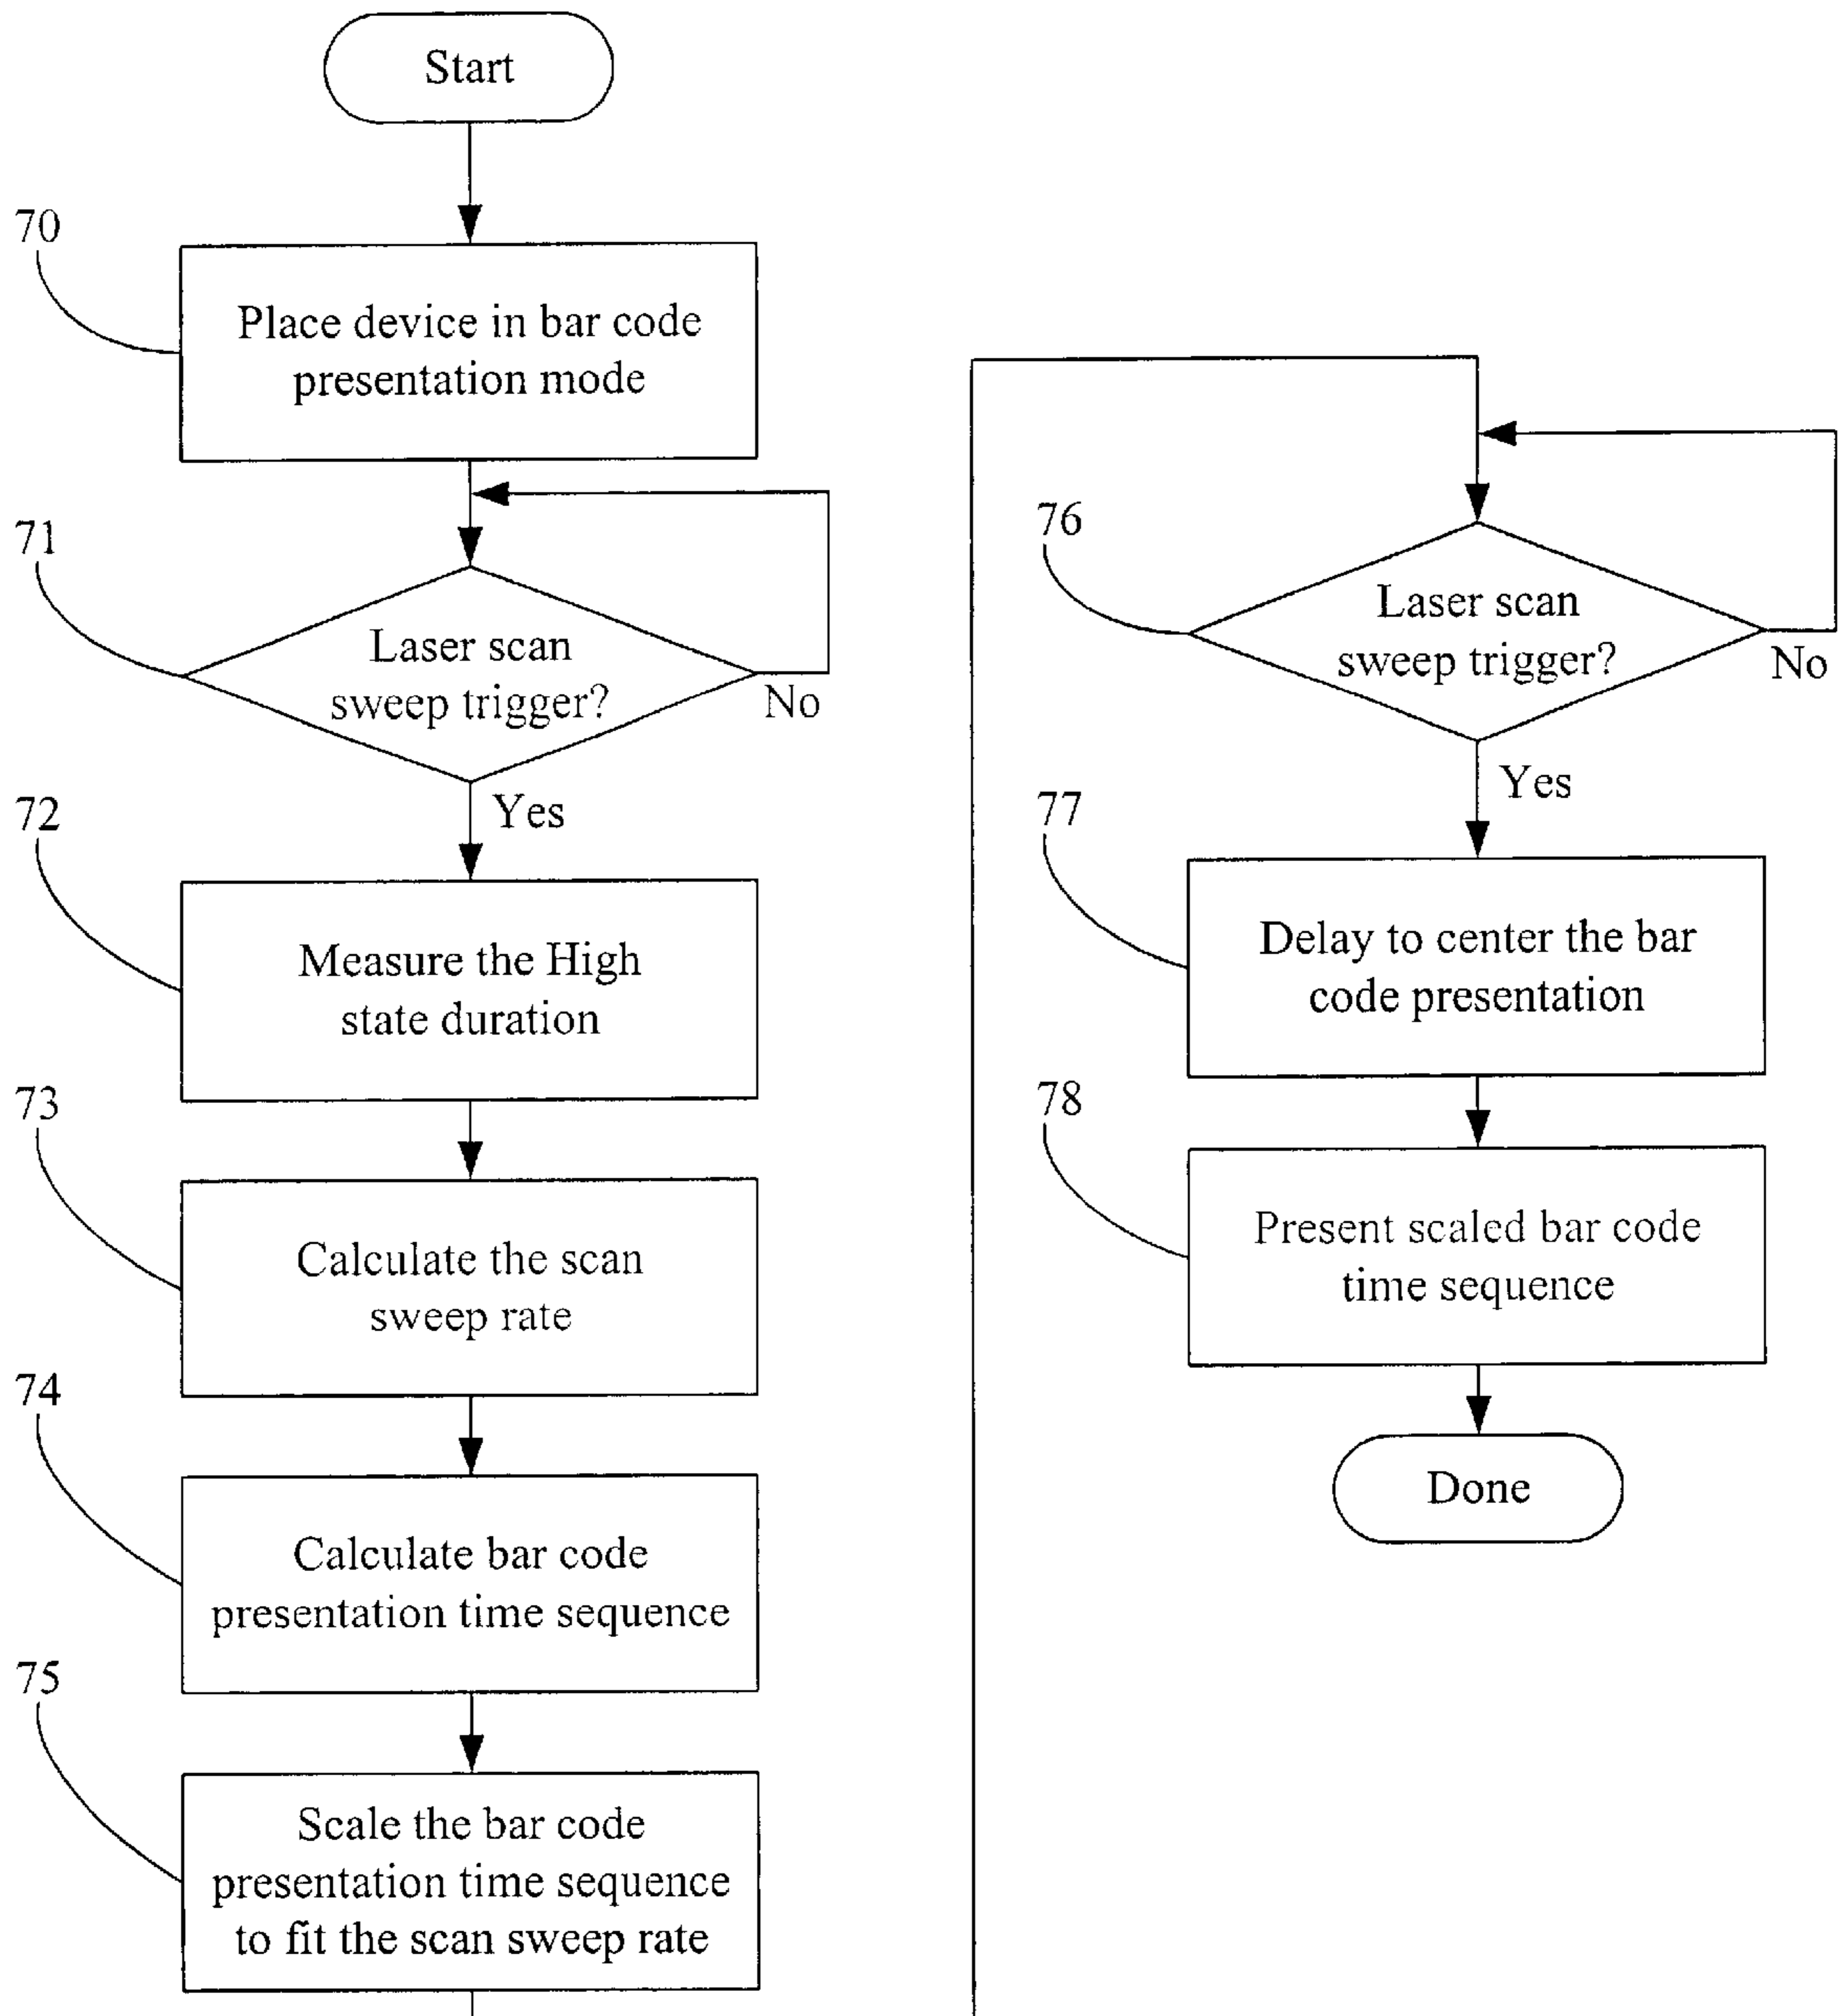 Start
70
Place device in bar code
presentation mode
71
Laser scan
sweep trigger?
No
Yes
72
Measure the High
state duration
73
Calculate the scan
sweep rate
74
Calculate bar code
presentation time sequence
75
Scale the bar code
presentation time sequence
to fit the scan sweep rate
76
Laser scan
sweep trigger?
No
Yes
77
Delay to center the bar
code presentation
78
Present scaled bar code
time sequence
Done